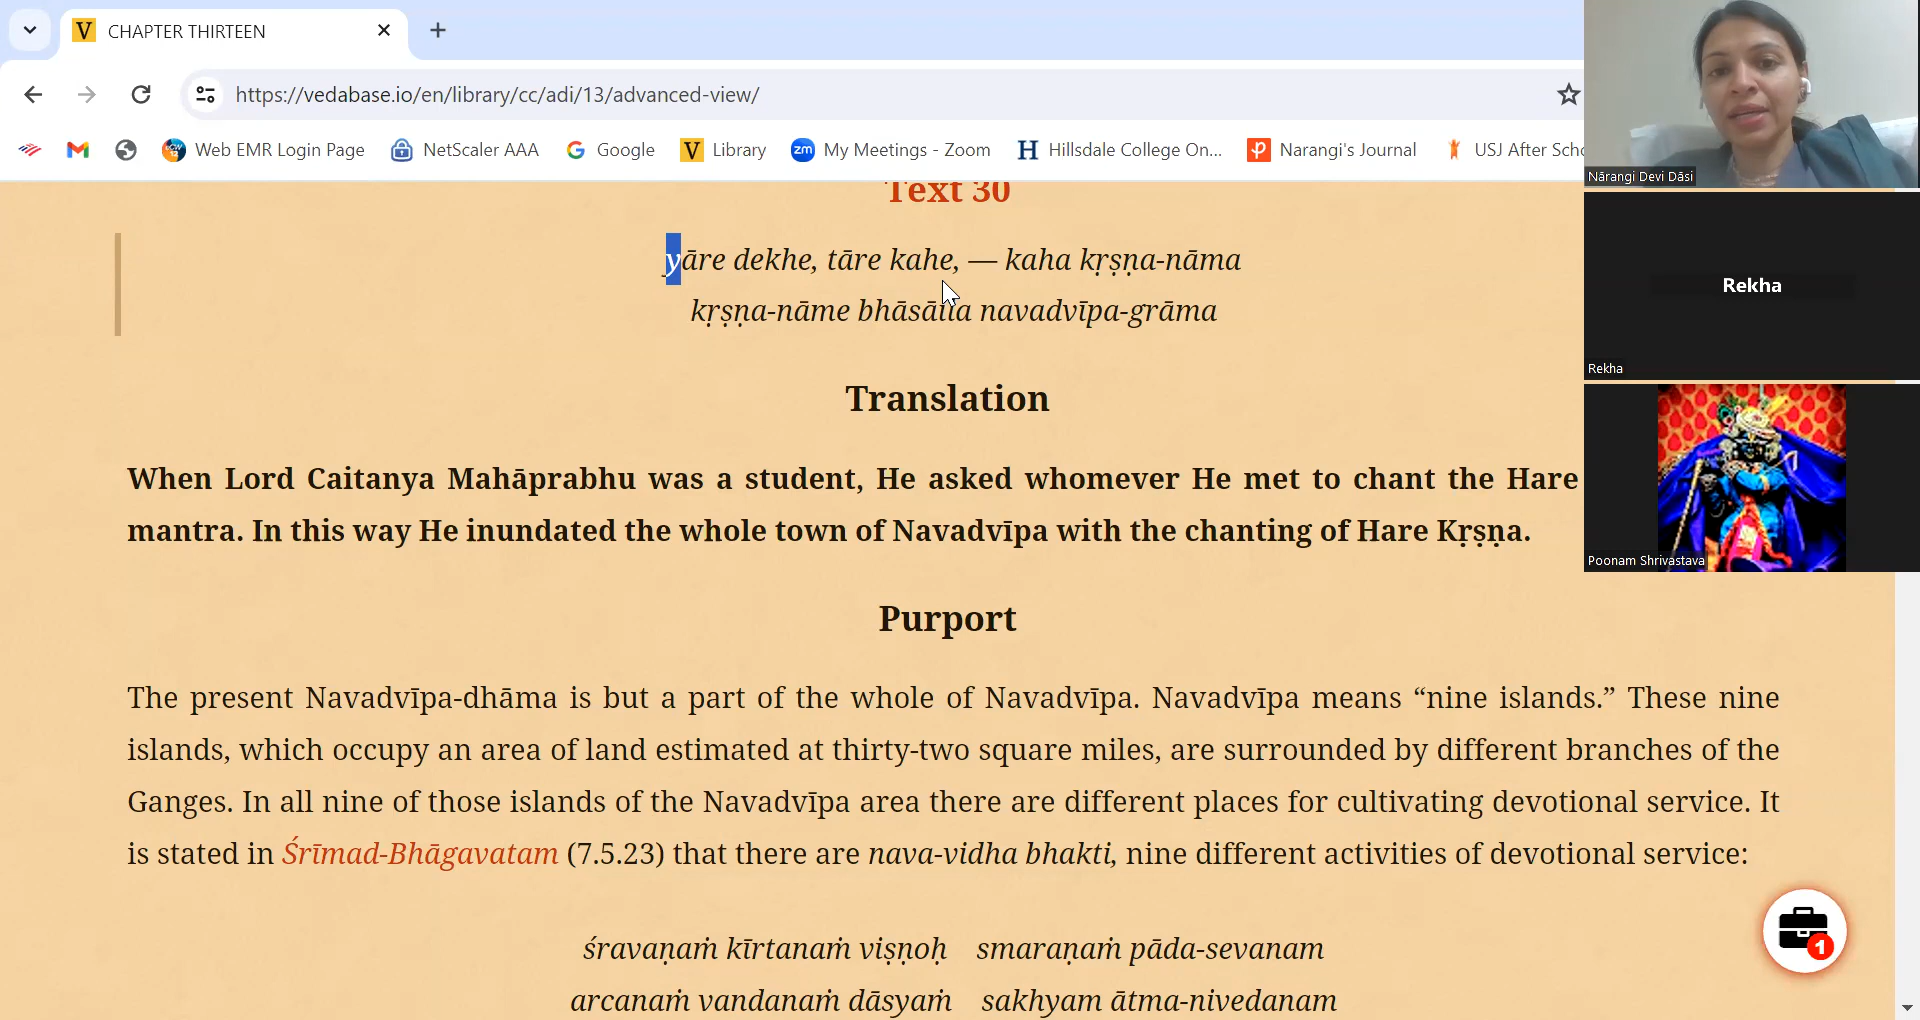 CHAPTER THIRTEEN
https://vedabase.io/en/library/cc/adi/13/advanced-view/
Web EMR Login Page NetScaler AAA Google Library My Meetings - Zoom Hillsdale College On... Narangi's Journal USJ After Scho
Text 30
yāre dekhe, tāre kahe, — kaha kṛṣṇa-nāma
kṛṣṇa-nāme bhāsāila navadvīpa-grāma
Translation
When Lord Caitanya Mahāprabhu was a student, He asked whomever He met to chant the Hare
mantra. In this way He inundated the whole town of Navadvīpa with the chanting of Hare Kṛṣṇa.
Purport
The present Navadvīpa-dhāma is but a part of the whole of Navadvīpa. Navadvīpa means “nine islands.” These nine
islands, which occupy an area of land estimated at thirty-two square miles, are surrounded by different branches of the
Ganges. In all nine of those islands of the Navadvīpa area there are different places for cultivating devotional service. It
is stated in Śrīmad-Bhāgavatam (7.5.23) that there are nava-vidha bhakti, nine different activities of devotional service:
śravaṇaṁ kīrtanaṁ viṣṇoḥ smaraṇaṁ pāda-sevanam
arcanaṁ vandanaṁ dāsyaṁ sakhyam ātma-nivedanam
1
Nārangi Devi Dāsi
Rekha
Rekha
Poonam Shrivastava